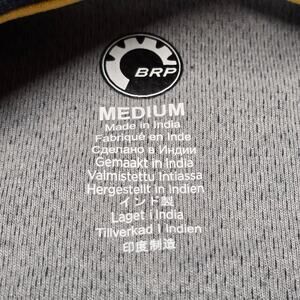 BRP
MEDIUM
Made in India
Fabriqué en Inde
Сделано в Индии
Gemaakt in India
Valmistettu Intiassa
Hergestellt in Indien
インド製
Laget i India
Tillverkad i Indien
印度制造